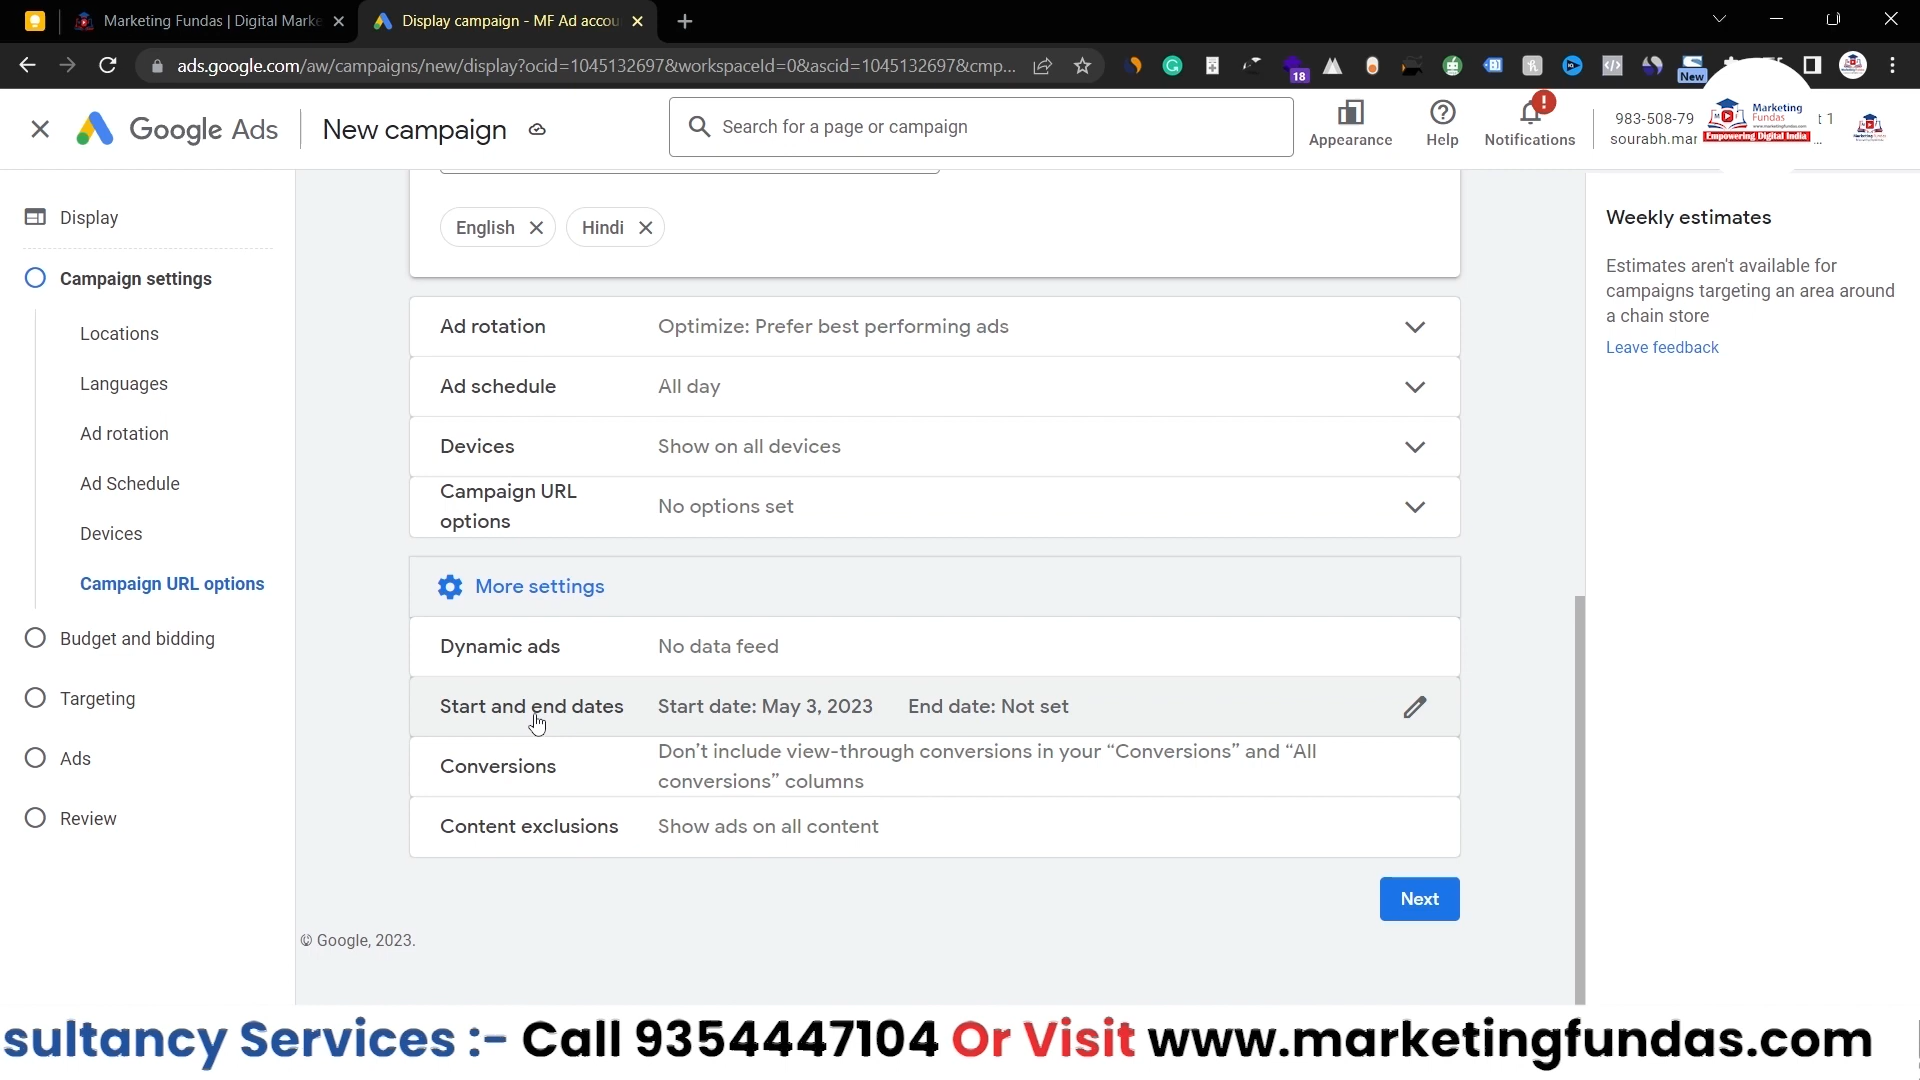 Marketing Fundas | Digital Marke
Display campaign - MF Ad accou
ads.google.com/aw/campaigns/new/display?ocid=1045132697&workspaceId=0&ascid=1045132697&cmp...
18
New
Google Ads
New campaign
Search for a page or campaign
Appearance
Help
!
Notifications
983-508-79
sourabh.mar
Marketing
Fundas
Empowering Digital India
t 1
...
Display
Campaign settings
Locations
Languages
Ad rotation
Ad Schedule
Devices
Campaign URL options
Budget and bidding
Targeting
Ads
Review
English
Hindi
Ad rotation
Optimize: Prefer best performing ads
Ad schedule
All day
Devices
Show on all devices
Campaign URL
options
No options set
More settings
Dynamic ads
No data feed
Start and end dates
Start date: May 3, 2023
End date: Not set
Conversions
Don’t include view-through conversions in your “Conversions” and “All
conversions” columns
Content exclusions
Show ads on all content
Next
© Google, 2023.
Weekly estimates
Estimates aren't available for
campaigns targeting an area around
a chain store
Leave feedback
sultancy Services :- Call 9354447104 Or Visit www.marketingfundas.com